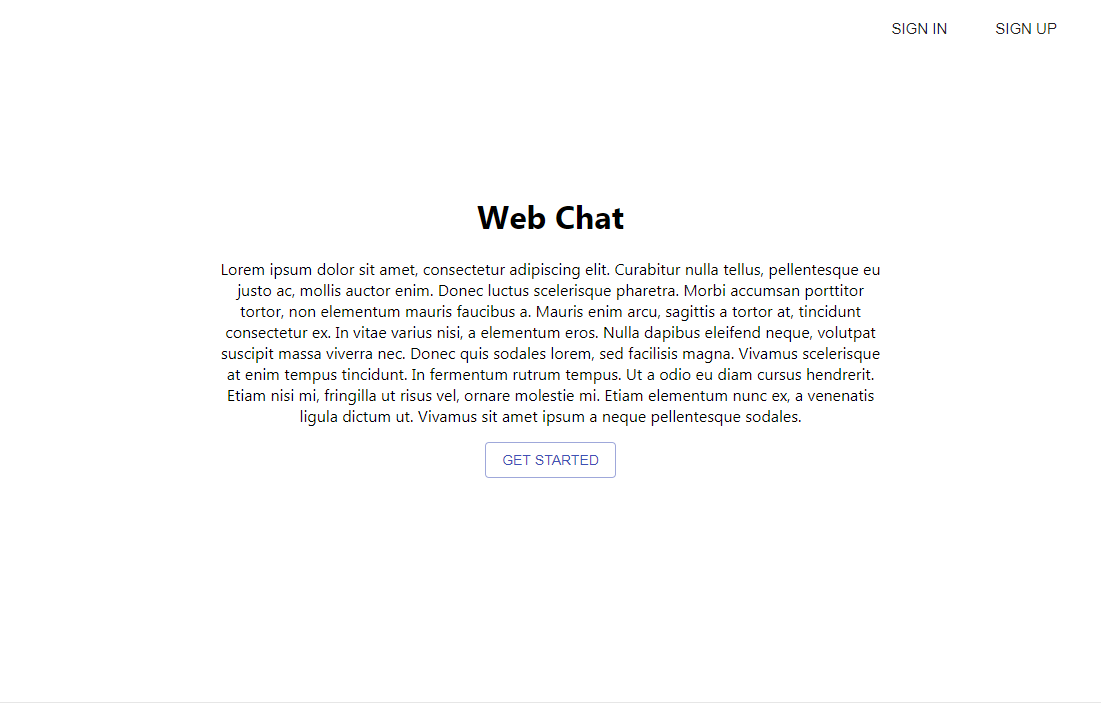 SIGN IN SIGN UP
Web Chat
Lorem ipsum dolor sit amet, consectetur adipiscing elit. Curabitur nulla tellus, pellentesque eu
justo ac, mollis auctor enim. Donec luctus scelerisque pharetra. Morbi accumsan porttitor
tortor, non elementum mauris faucibus a. Mauris enim arcu, sagittis a tortor at, tincidunt
consectetur ex. In vitae varius nisi, a elementum eros. Nulla dapibus eleifend neque, volutpat
suscipit massa viverra nec. Donec quis sodales lorem, sed facilisis magna. Vivamus scelerisque
at enim tempus tincidunt. In fermentum rutrum tempus. Ut a odio eu diam cursus hendrerit.
Etiam nisi mi, fringilla ut risus vel, ornare molestie mi. Etiam elementum nunc ex, a venenatis
ligula dictum ut. Vivamus sit amet ipsum a neque pellentesque sodales.
GET STARTED